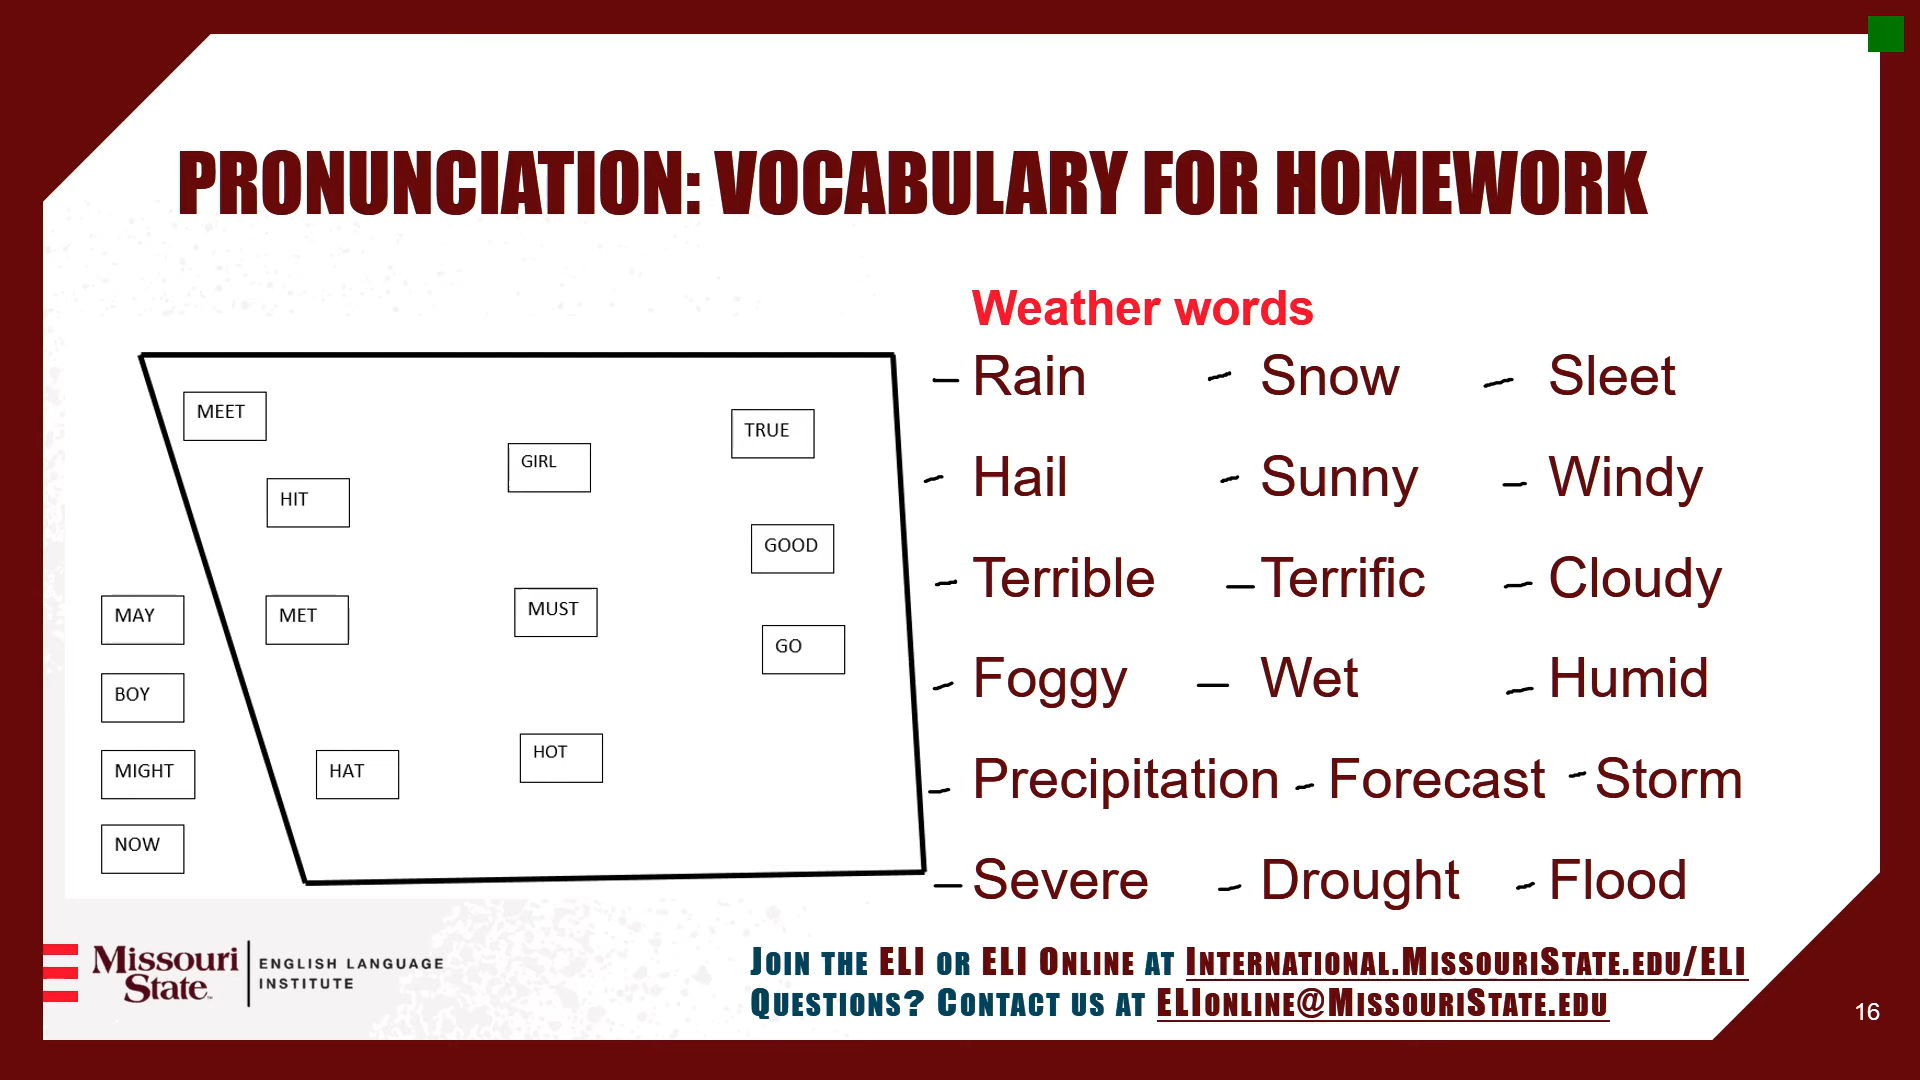 PRONUNCIATION: VOCABULARY FOR HOMEWORK
MEET
HIT
GIRL
TRUE
GOOD
MAY
MET
MUST
GO
BOY
MIGHT
HAT
HOT
NOW
Weather words
– Rain – Snow – Sleet
– Hail – Sunny – Windy
– Terrible – Terrific – Cloudy
– Foggy – Wet – Humid
– Precipitation – Forecast – Storm
– Severe – Drought – Flood
Missouri
State™
ENGLISH LANGUAGE
INSTITUTE
JOIN THE ELI OR ELI ONLINE AT INTERNATIONAL.MISSOURISTATE.EDU/ELI
QUESTIONS? CONTACT US AT ELIONLINE@MISSOURISTATE.EDU
16